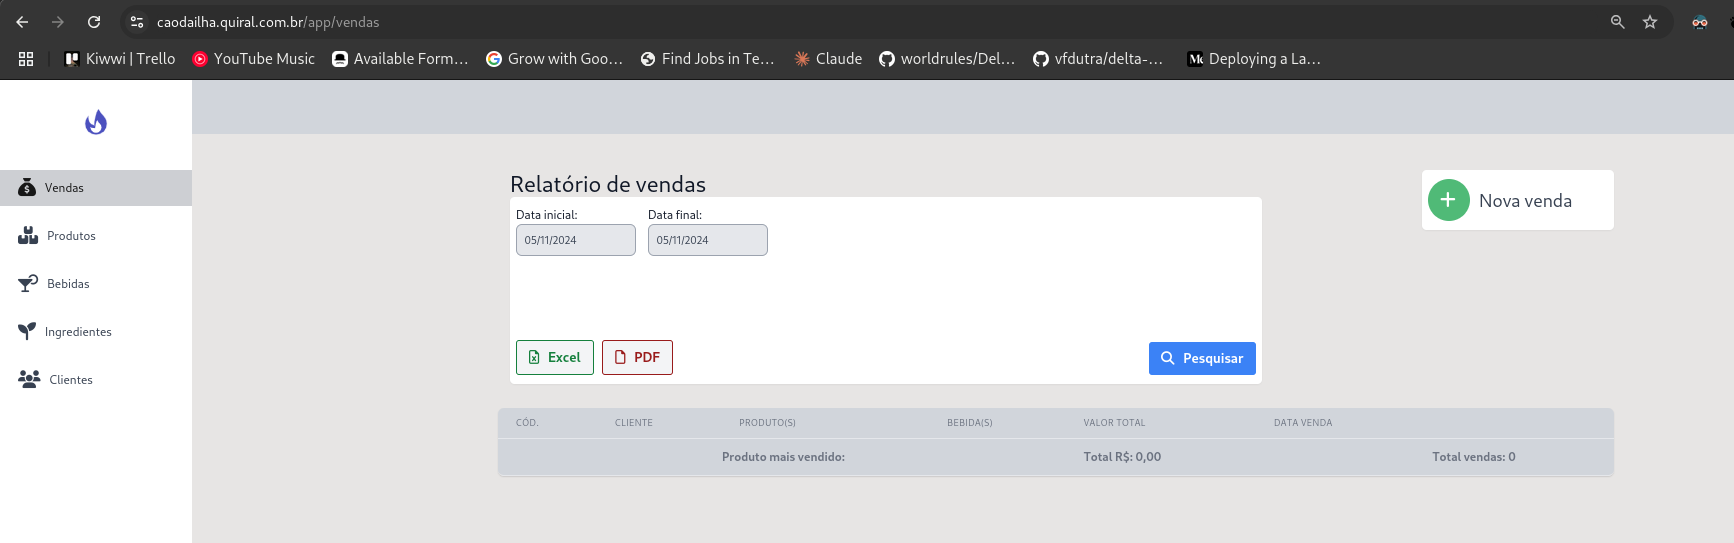 caodailha.quiral.com.br/app/vendas
Kiwwi | Trello YouTube Music Available Form... Grow with Goo... Find Jobs in Te... Claude worldrules/Del... vfdutra/delta-... Deploying a La...
Vendas
Produtos
Bebidas
Ingredientes
Clientes
Relatório de vendas
Nova venda
Data inicial: Data final:
05/11/2024 05/11/2024
Excel PDF Pesquisar
CÓD. CLIENTE PRODUTO(S) BEBIDA(S) VALOR TOTAL DATA VENDA
Produto mais vendido: Total R$: 0,00 Total vendas: 0